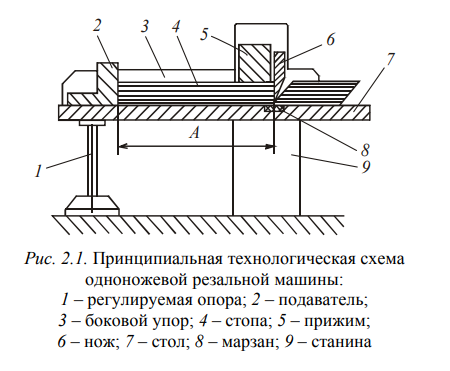 2
3
4
5
6
7
А
1
8
9
Рис. 2.1. Принципиальная технологическая схема
одноножевой резальной машины:
1 – регулируемая опора; 2 – подаватель;
3 – боковой упор; 4 – стопа; 5 – прижим;
6 – нож; 7 – стол; 8 – марзан; 9 – станина